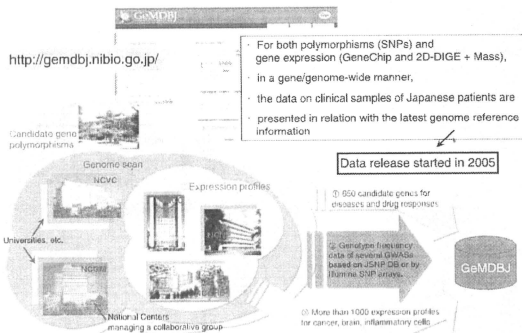 GeMDBJ
http://gemdbj.nibio.go.jp/
· For both polymorphisms (SNPs) and
gene expression (GeneChip and 2D-DIGE + Mass),
· in a gene/genome-wide manner,
· the data on clinical samples of Japanese patients are
· presented in relation with the latest genome reference
information
Data release started in 2005
Candidate gene
polymorphisms
Genome scan
NCVC
Expression profiles
Universities, etc.
National Centers
managing a collaborative group
① 650 candidate genes for
diseases and drug responses
② Genotype frequency
data of several GWASs
based on JSNP DB or by
Illumina SNP arrays.
③ More than 1000 expression profiles
for cancer, brain, inflammatory cells
GeMDBJ